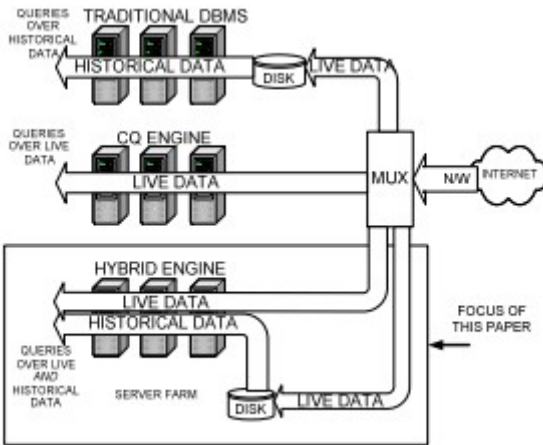 QUERIES
OVER
HISTORICAL
DATA
TRADITIONAL DBMS
HISTORICAL DATA
DISK
LIVE DATA
QUERIES
OVER LIVE
DATA
CQ ENGINE
LIVE DATA
MUX
N/W
INTERNET
HYBRID ENGINE
LIVE DATA
HISTORICAL DATA
QUERIES
OVER LIVE
AND
HISTORICAL
DATA
SERVER FARM
DISK
LIVE DATA
FOCUS OF
THIS PAPER